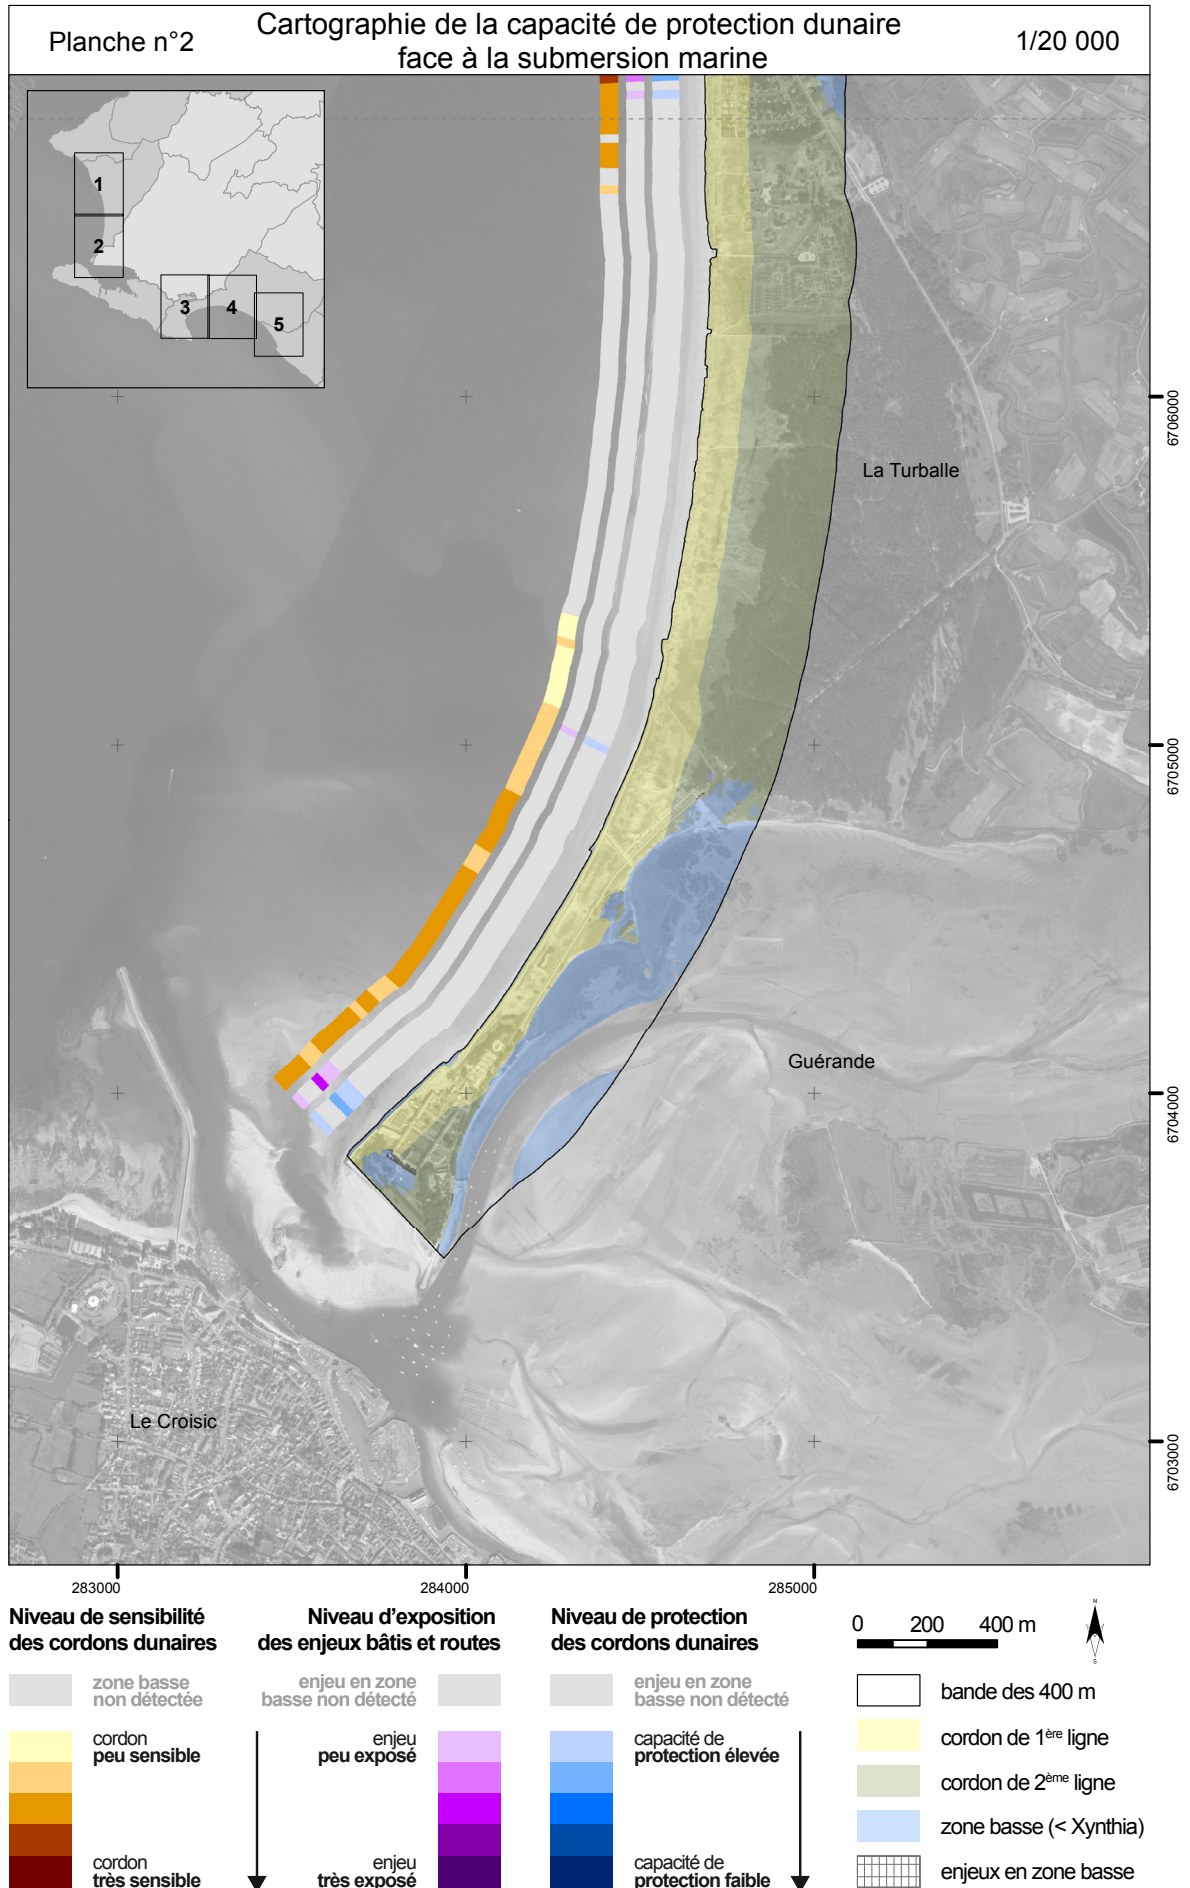 Planche n°2
Cartographie de la capacité de protection dunaire
face à la submersion marine
1/20 000
1
2
3
4
5
6706000
La Turballe
6705000
Guérande
6704000
Le Croisic
6703000
283000
284000
285000
Niveau de sensibilité
des cordons dunaires
zone basse
non détectée
cordon
peu sensible
cordon
très sensible
Niveau d'exposition
des enjeux bâtis et routes
enjeu en zone
basse non détecté
enjeu
peu exposé
enjeu
très exposé
Niveau de protection
des cordons dunaires
enjeu en zone
basse non détecté
capacité de
protection élevée
capacité de
protection faible
0 200 400 m
N
S
bande des 400 m
cordon de 1ère ligne
cordon de 2ème ligne
zone basse (< Xynthia)
enjeux en zone basse